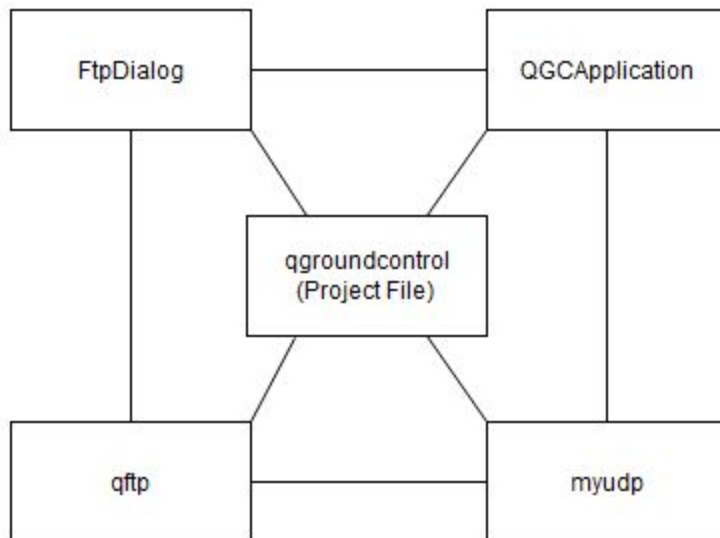 FtpDialog
QGCApplication
qgroundcontrol
(Project File)
qftp
myudp